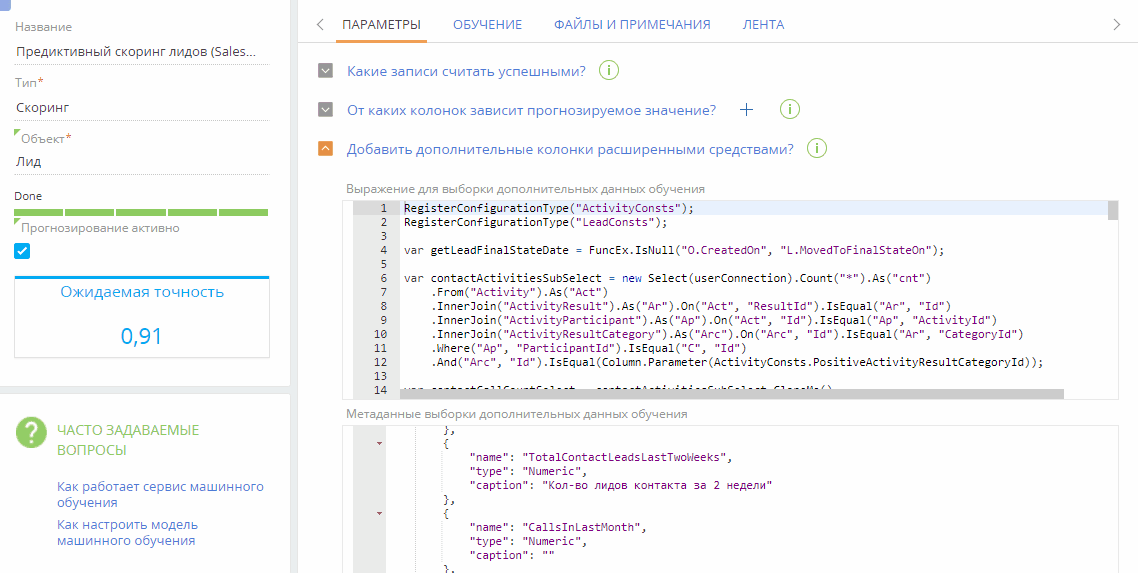 Название
Предиктивный скоринг лидов (Sales...
Тип*
Скоринг
Объект*
Лид
Done
Прогнозирование активно
Ожидаемая точность
0,91
ЧАСТО ЗАДАВАЕМЫЕ
ВОПРОСЫ
Как работает сервис машинного
обучения
Как настроить модель
машинного обучения
ПАРАМЕТРЫ ОБУЧЕНИЕ ФАЙЛЫ И ПРИМЕЧАНИЯ ЛЕНТА
Какие записи считать успешными?
От каких колонок зависит прогнозируемое значение?
Добавить дополнительные колонки расширенными средствами?
Выражение для выборки дополнительных данных обучения
1 RegisterConfigurationType("ActivityConsts");
2 RegisterConfigurationType("LeadConsts");
3
4 var getLeadFinalStateDate = FuncEx.IsNull("O.CreatedOn", "L.MovedToFinalStateOn");
5
6 var contactActivitiesSubSelect = new Select(userConnection).Count("*").As("cnt")
7 .From("Activity").As("Act")
8 .InnerJoin("ActivityResult").As("Ar").On("Act", "ResultId").IsEqual("Ar", "Id")
9 .InnerJoin("ActivityParticipant").As("Ap").On("Act", "Id").IsEqual("Ap", "ActivityId")
10 .InnerJoin("ActivityResultCategory").As("Arc").On("Arc", "Id").IsEqual("Ar", "CategoryId")
11 .Where("Ap", "ParticipantId").IsEqual("C", "Id")
12 .And("Arc", "Id").IsEqual(Column.Parameter(ActivityConsts.PositiveActivityResultCategoryId));
13
14
Метаданные выборки дополнительных данных обучения
},
{
"name": "TotalContactLeadsLastTwoWeeks",
"type": "Numeric",
"caption": "Кол-во лидов контакта за 2 недели"
},
{
"name": "CallsInLastMonth",
"type": "Numeric",
"caption": ""
},